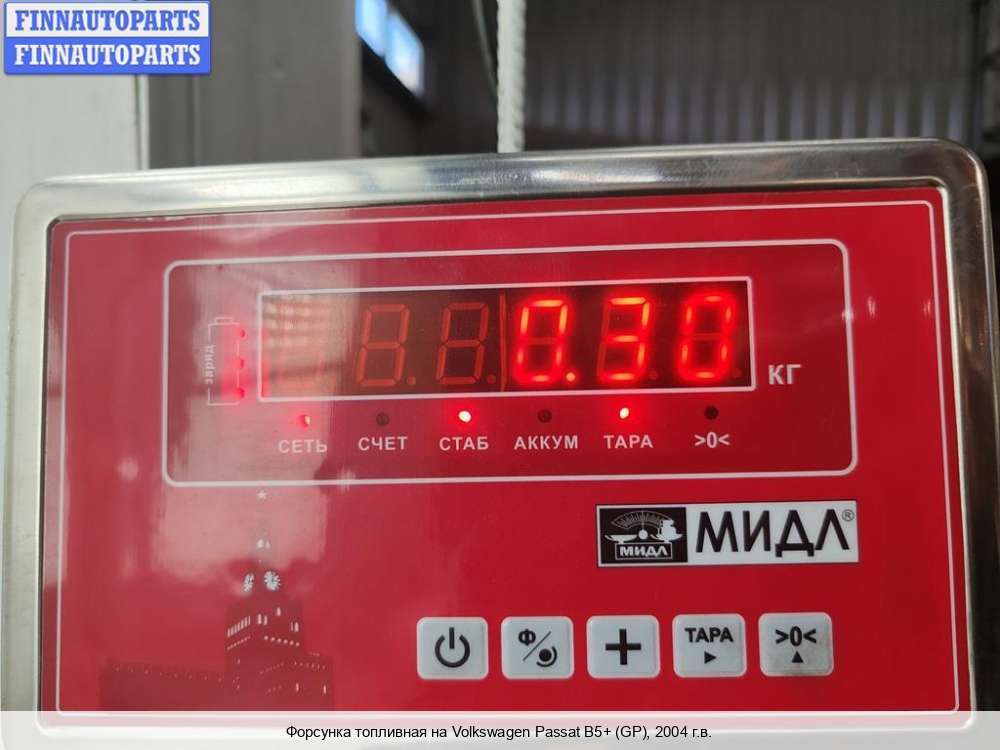 FINNAUTOPARTS
FINNAUTOPARTS
заряд
0.30
КГ
СЕТЬ СЧЕТ СТАБ АККУМ ТАРА >0<
МИДЛ МИДЛ®
Ф ТАРА >0<
Форсунка топливная на Volkswagen Passat B5+ (GP), 2004 г.в.